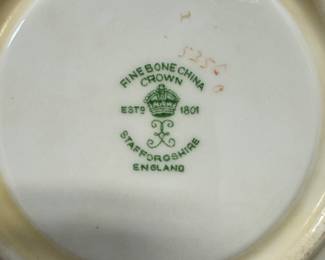 FINE BONE CHINA
CROWN
ESTD 1801
STAFFORDSHIRE
ENGLAND